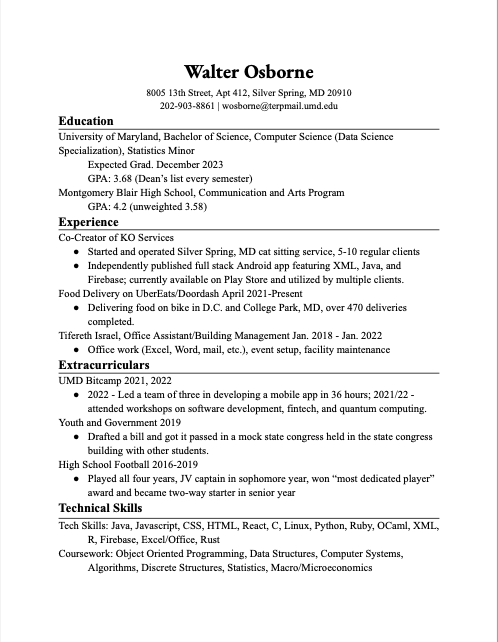 Walter Osborne
8005 13th Street, Apt 412, Silver Spring, MD 20910
202-903-8861 | wosborne@terpmail.umd.edu
Education
University of Maryland, Bachelor of Science, Computer Science (Data Science
Specialization), Statistics Minor
Expected Grad. December 2023
GPA: 3.68 (Dean’s list every semester)
Montgomery Blair High School, Communication and Arts Program
GPA: 4.2 (unweighted 3.58)
Experience
Co-Creator of KO Services
● Started and operated Silver Spring, MD cat sitting service, 5-10 regular clients
● Independently published full stack Android app featuring XML, Java, and
Firebase; currently available on Play Store and utilized by multiple clients.
Food Delivery on UberEats/Doordash April 2021-Present
● Delivering food on bike in D.C. and College Park, MD, over 470 deliveries
completed.
Tifereth Israel, Office Assistant/Building Management Jan. 2018 - Jan. 2022
● Office work (Excel, Word, mail, etc.), event setup, facility maintenance
Extracurriculars
UMD Bitcamp 2021, 2022
● 2022 - Led a team of three in developing a mobile app in 36 hours; 2021/22 -
attended workshops on software development, fintech, and quantum computing.
Youth and Government 2019
● Drafted a bill and got it passed in a mock state congress held in the state congress
building with other students.
High School Football 2016-2019
● Played all four years, JV captain in sophomore year, won “most dedicated player”
award and became two-way starter in senior year
Technical Skills
Tech Skills: Java, Javascript, CSS, HTML, React, C, Linux, Python, Ruby, OCaml, XML,
R, Firebase, Excel/Office, Rust
Coursework: Object Oriented Programming, Data Structures, Computer Systems,
Algorithms, Discrete Structures, Statistics, Macro/Microeconomics